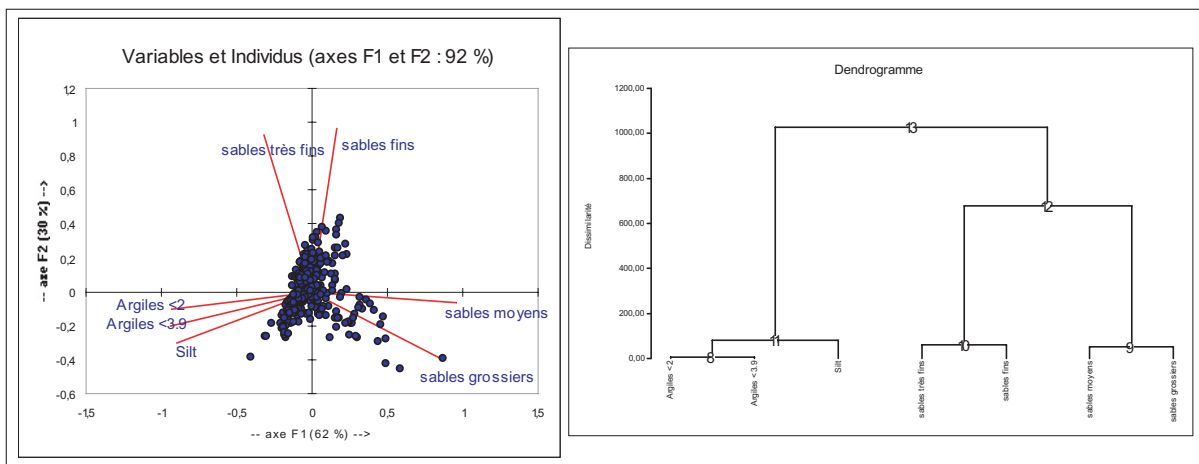 Variables et Individus (axes F1 et F2 : 92 %)
-- axe F2 (30 %) -->
1,2
1
0,8
0,6
0,4
0,2
0
-0,2
-0,4
-0,6
sables très fins
sables fins
Argiles <2
Argiles <3.9
Silt
sables moyens
sables grossiers
-1,5
-1
-0,5
0
0,5
1
1,5
-- axe F1 (62 %) -->
Dendrogramme
Dissimilarité
1200,00
1000,00
800,00
600,00
400,00
200,00
0,00
13
12
11
8
10
9
Argiles <2
Argiles <3.9
Silt
sables très fins
sables fins
sables moyens
sables grossiers